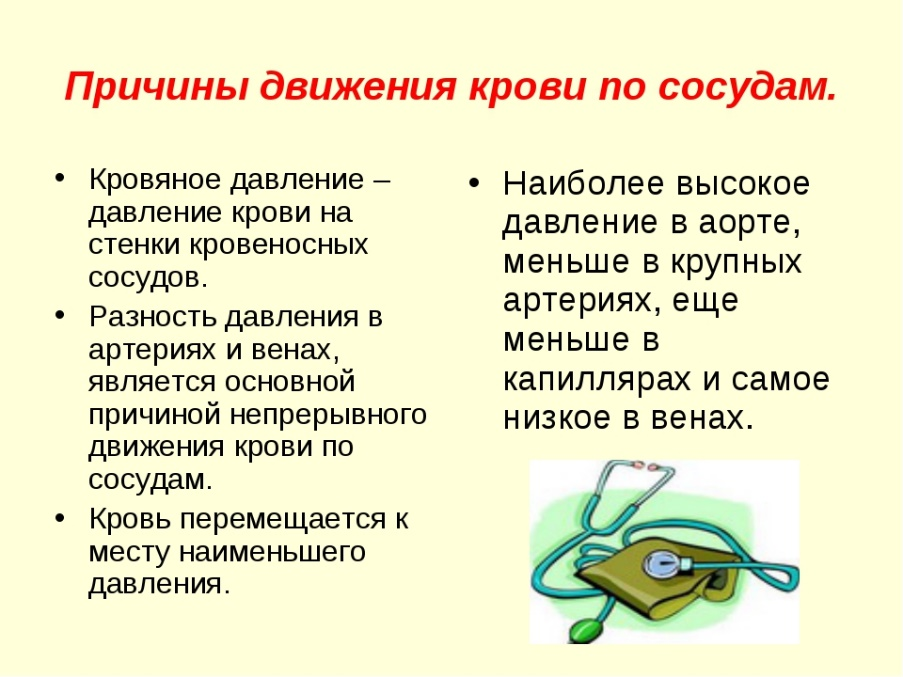 Причины движения крови по сосудам.
• Кровяное давление –
давление крови на
стенки кровеносных
сосудов.
• Разность давления в
артериях и венах,
является основной
причиной непрерывного
движения крови по
сосудам.
• Кровь перемещается к
месту наименьшего
давления.
• Наиболее высокое
давление в аорте,
меньше в крупных
артериях, еще
меньше в
капиллярах и самое
низкое в венах.